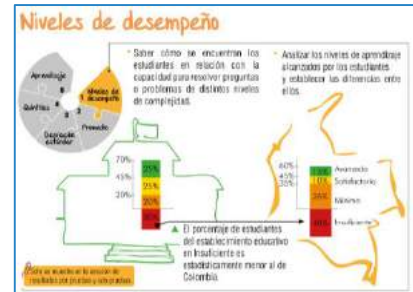 Niveles de desempeño
Saber cómo se encuentran los
estudiantes en relación con la
capacidad para resolver preguntas
o problemas de distintos niveles
de complejidas.
Analizar los niveles de aprendizaje
alcanzados por los estudiantes
y establecer las diferencias entre
ellos.
Aprendizaje
Niveles de
desempeño
Quintiles
Promedio
Desviación
estándar
70%
45%
20%
25%
25%
20%
60%
45%
35%
Avanzado
Satisfactorio
Mínimo
Insuficiente
El porcentaje de estudiantes
del establecimiento educativo
en Insuficiente es
estadísticamente menor al de
Colombia.